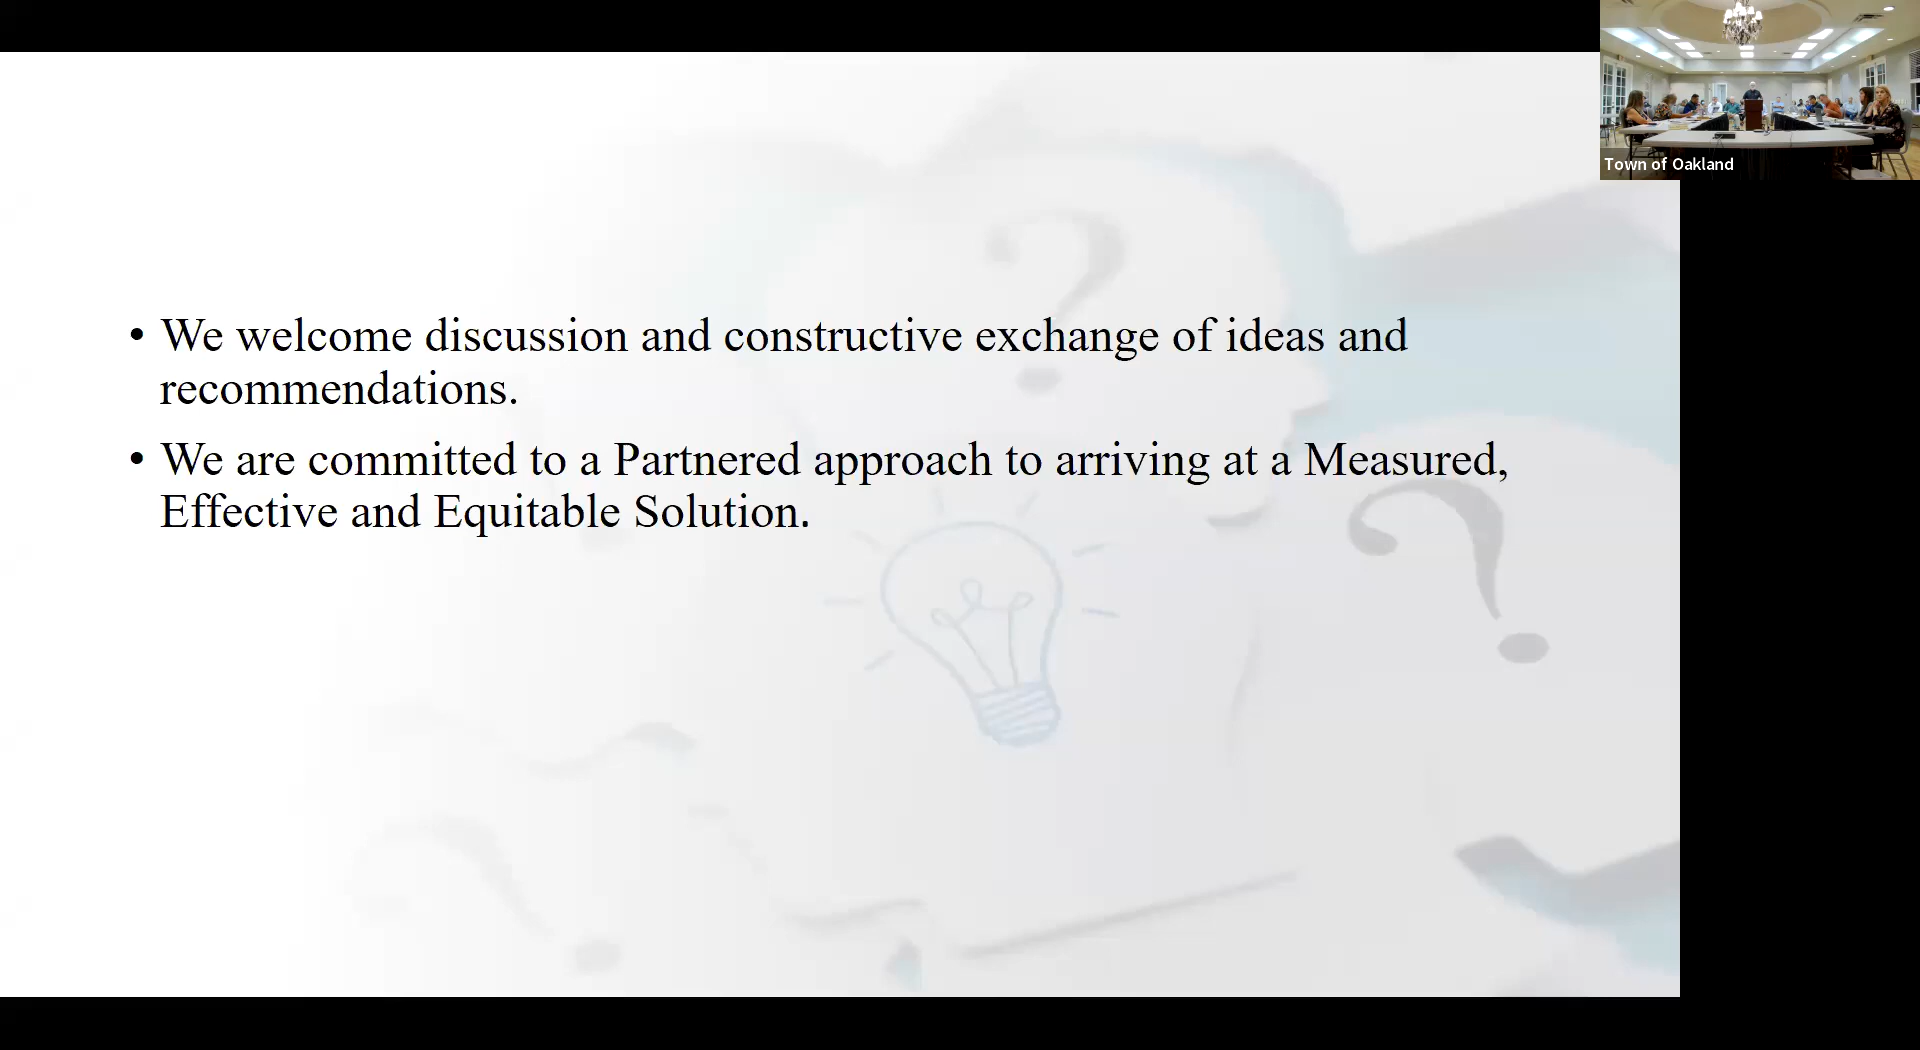 Town of Oakland
• We welcome discussion and constructive exchange of ideas and
recommendations.
• We are committed to a Partnered approach to arriving at a Measured,
Effective and Equitable Solution.